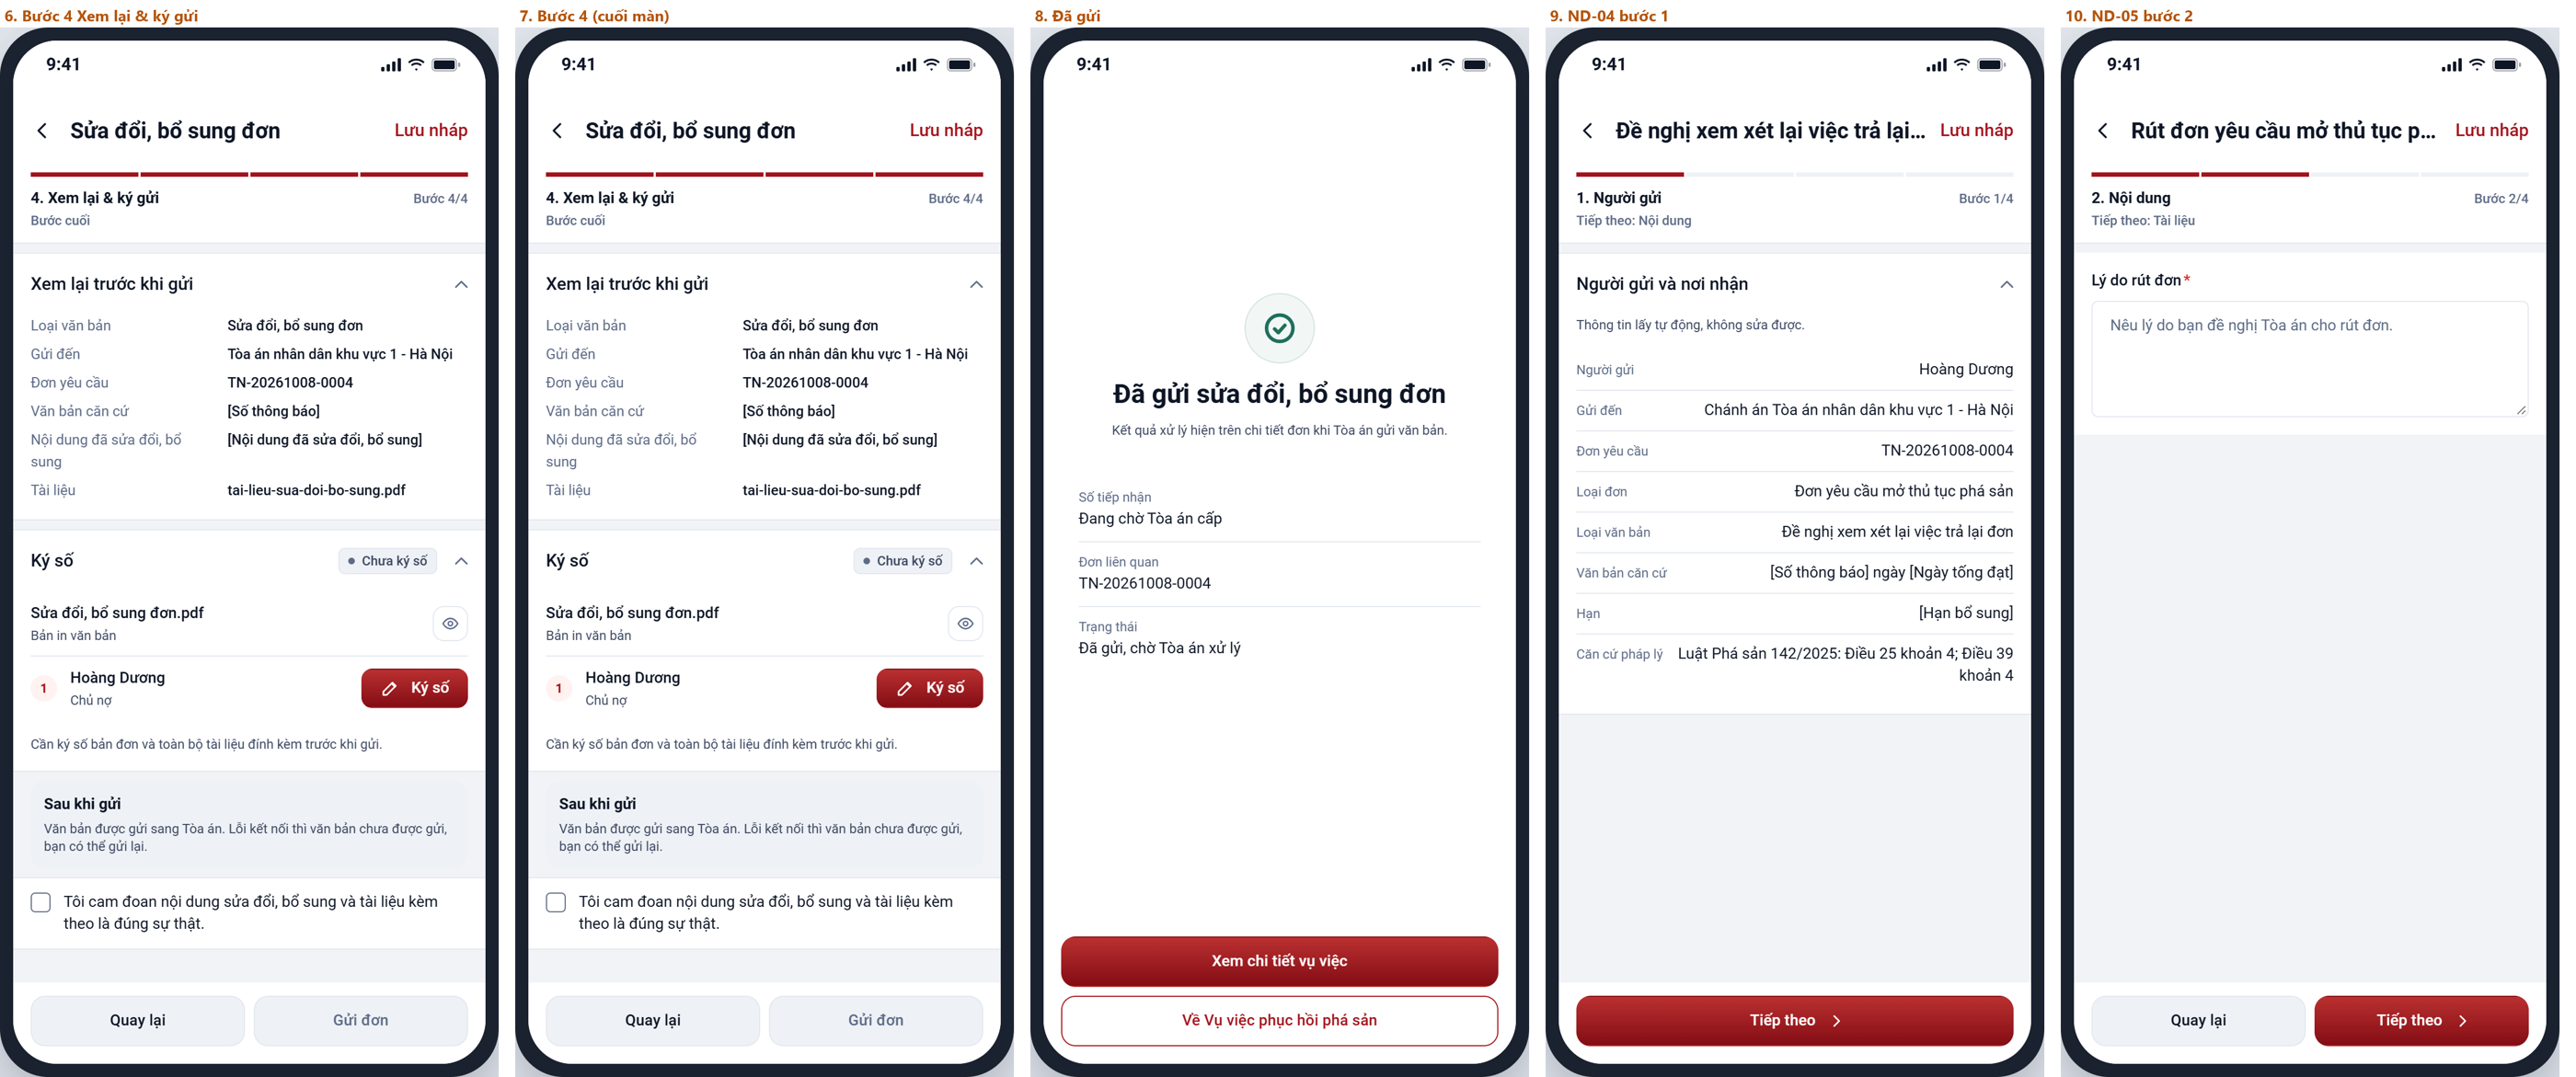 6. Bước 4 Xem lại & ký gửi
9:41
Sửa đổi, bổ sung đơn
Lưu nháp
4. Xem lại & ký gửi
Bước 4/4
Bước cuối
Xem lại trước khi gửi
Loại văn bản
Sửa đổi, bổ sung đơn
Gửi đến
Tòa án nhân dân khu vực 1 - Hà Nội
Đơn yêu cầu
TN-20261008-0004
Văn bản căn cứ
[Số thông báo]
Nội dung đã sửa đổi, bổ
sung
[Nội dung đã sửa đổi, bổ sung]
Tài liệu
tai-lieu-sua-doi-bo-sung.pdf
Ký số
Chưa ký số
Sửa đổi, bổ sung đơn.pdf
Bản in văn bản
1
Hoàng Dương
Chủ nợ
Ký số
Cần ký số bản đơn và toàn bộ tài liệu đính kèm trước khi gửi.
Sau khi gửi
Văn bản được gửi sang Tòa án. Lỗi kết nối thì văn bản chưa được gửi,
bạn có thể gửi lại.
Tôi cam đoan nội dung sửa đổi, bổ sung và tài liệu kèm
theo là đúng sự thật.
Quay lại
Gửi đơn
7. Bước 4 (cuối màn)
9:41
Sửa đổi, bổ sung đơn
Lưu nháp
4. Xem lại & ký gửi
Bước 4/4
Bước cuối
Xem lại trước khi gửi
Loại văn bản
Sửa đổi, bổ sung đơn
Gửi đến
Tòa án nhân dân khu vực 1 - Hà Nội
Đơn yêu cầu
TN-20261008-0004
Văn bản căn cứ
[Số thông báo]
Nội dung đã sửa đổi, bổ
sung
[Nội dung đã sửa đổi, bổ sung]
Tài liệu
tai-lieu-sua-doi-bo-sung.pdf
Ký số
Chưa ký số
Sửa đổi, bổ sung đơn.pdf
Bản in văn bản
1
Hoàng Dương
Chủ nợ
Ký số
Cần ký số bản đơn và toàn bộ tài liệu đính kèm trước khi gửi.
Sau khi gửi
Văn bản được gửi sang Tòa án. Lỗi kết nối thì văn bản chưa được gửi,
bạn có thể gửi lại.
Tôi cam đoan nội dung sửa đổi, bổ sung và tài liệu kèm
theo là đúng sự thật.
Quay lại
Gửi đơn
8. Đã gửi
9:41
Đã gửi sửa đổi, bổ sung đơn
Kết quả xử lý hiện trên chi tiết đơn khi Tòa án gửi văn bản.
Số tiếp nhận
Đang chờ Tòa án cấp
Đơn liên quan
TN-20261008-0004
Trạng thái
Đã gửi, chờ Tòa án xử lý
Xem chi tiết vụ việc
Về Vụ việc phục hồi phá sản
9. ND-04 bước 1
9:41
Đề nghị xem xét lại việc trả lại...
Lưu nháp
1. Người gửi
Bước 1/4
Tiếp theo: Nội dung
Người gửi và nơi nhận
Thông tin lấy tự động, không sửa được.
Người gửi
Hoàng Dương
Gửi đến
Chánh án Tòa án nhân dân khu vực 1 - Hà Nội
Đơn yêu cầu
TN-20261008-0004
Loại đơn
Đơn yêu cầu mở thủ tục phá sản
Loại văn bản
Đề nghị xem xét lại việc trả lại đơn
Văn bản căn cứ
[Số thông báo] ngày [Ngày tống đạt]
Hạn
[Hạn bổ sung]
Căn cứ pháp lý
Luật Phá sản 142/2025: Điều 25 khoản 4; Điều 39
khoản 4
Tiếp theo
10. ND-05 bước 2
9:41
Rút đơn yêu cầu mở thủ tục p...
Lưu nháp
2. Nội dung
Bước 2/4
Tiếp theo: Tài liệu
Lý do rút đơn*
Nêu lý do bạn đề nghị Tòa án cho rút đơn.
Quay lại
Tiếp theo